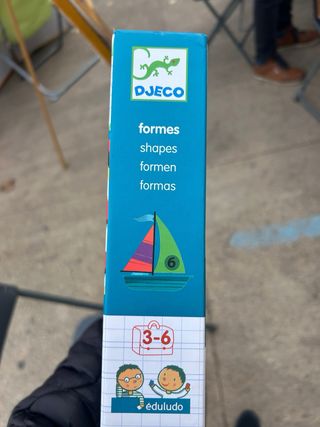 DJECO
formes
shapes
formen
formas
6
3-6
éduludo